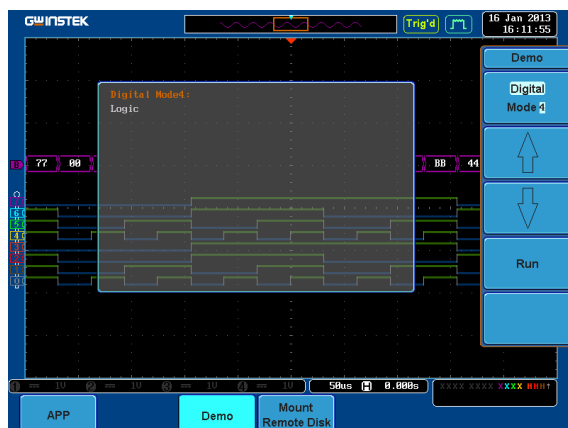 GWINSTEK
Trig'd
16 Jan 2013
16:11:55
Demo
Digital
Mode 4
Digital Mode4:
Logic
77 00 BB 44
Run
1V 1V 1V 1V
50us H 0.000s
XXXX XXXX XXXX HHH↑
APP Demo Mount
Remote Disk